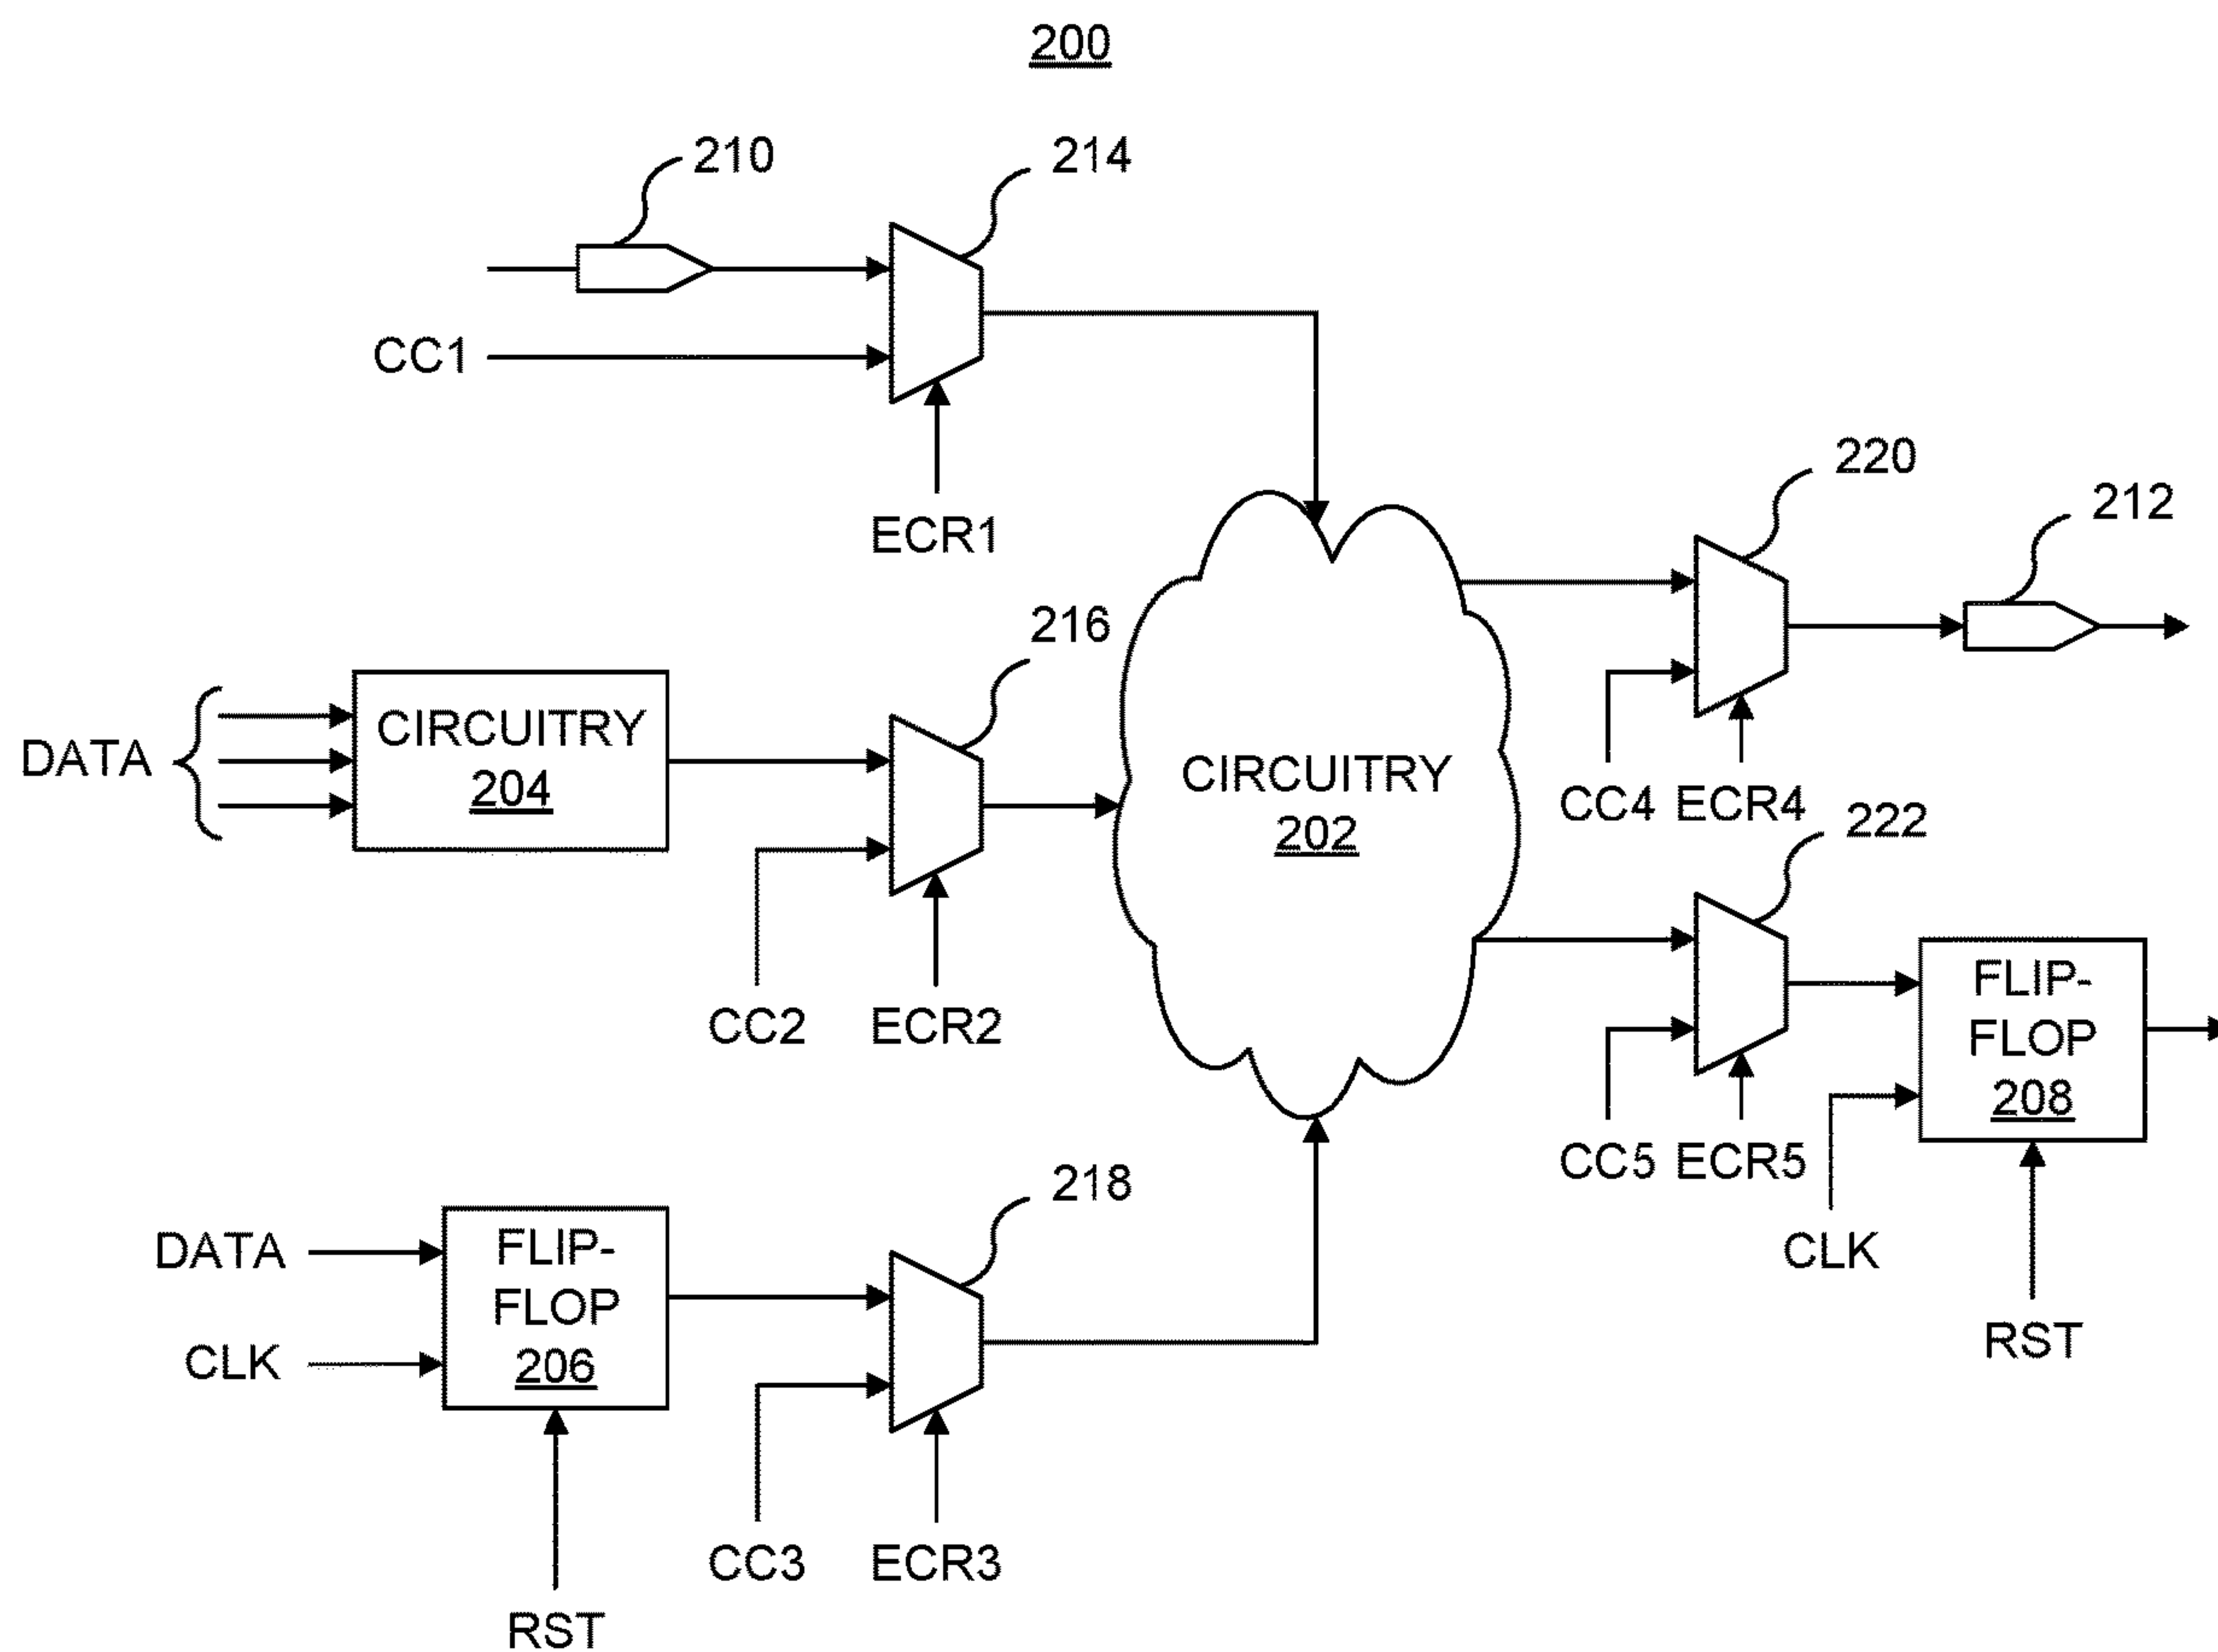 200
210
214
CC1
ECR1
220
212
216
DATA
CIRCUITRY
204
CIRCUITRY
202
CC4
ECR4
222
CC2
ECR2
FLIP-
FLOP
208
CC5
ECR5
218
DATA
CLK
FLIP-
FLOP
206
CLK
RST
CC3
ECR3
RST